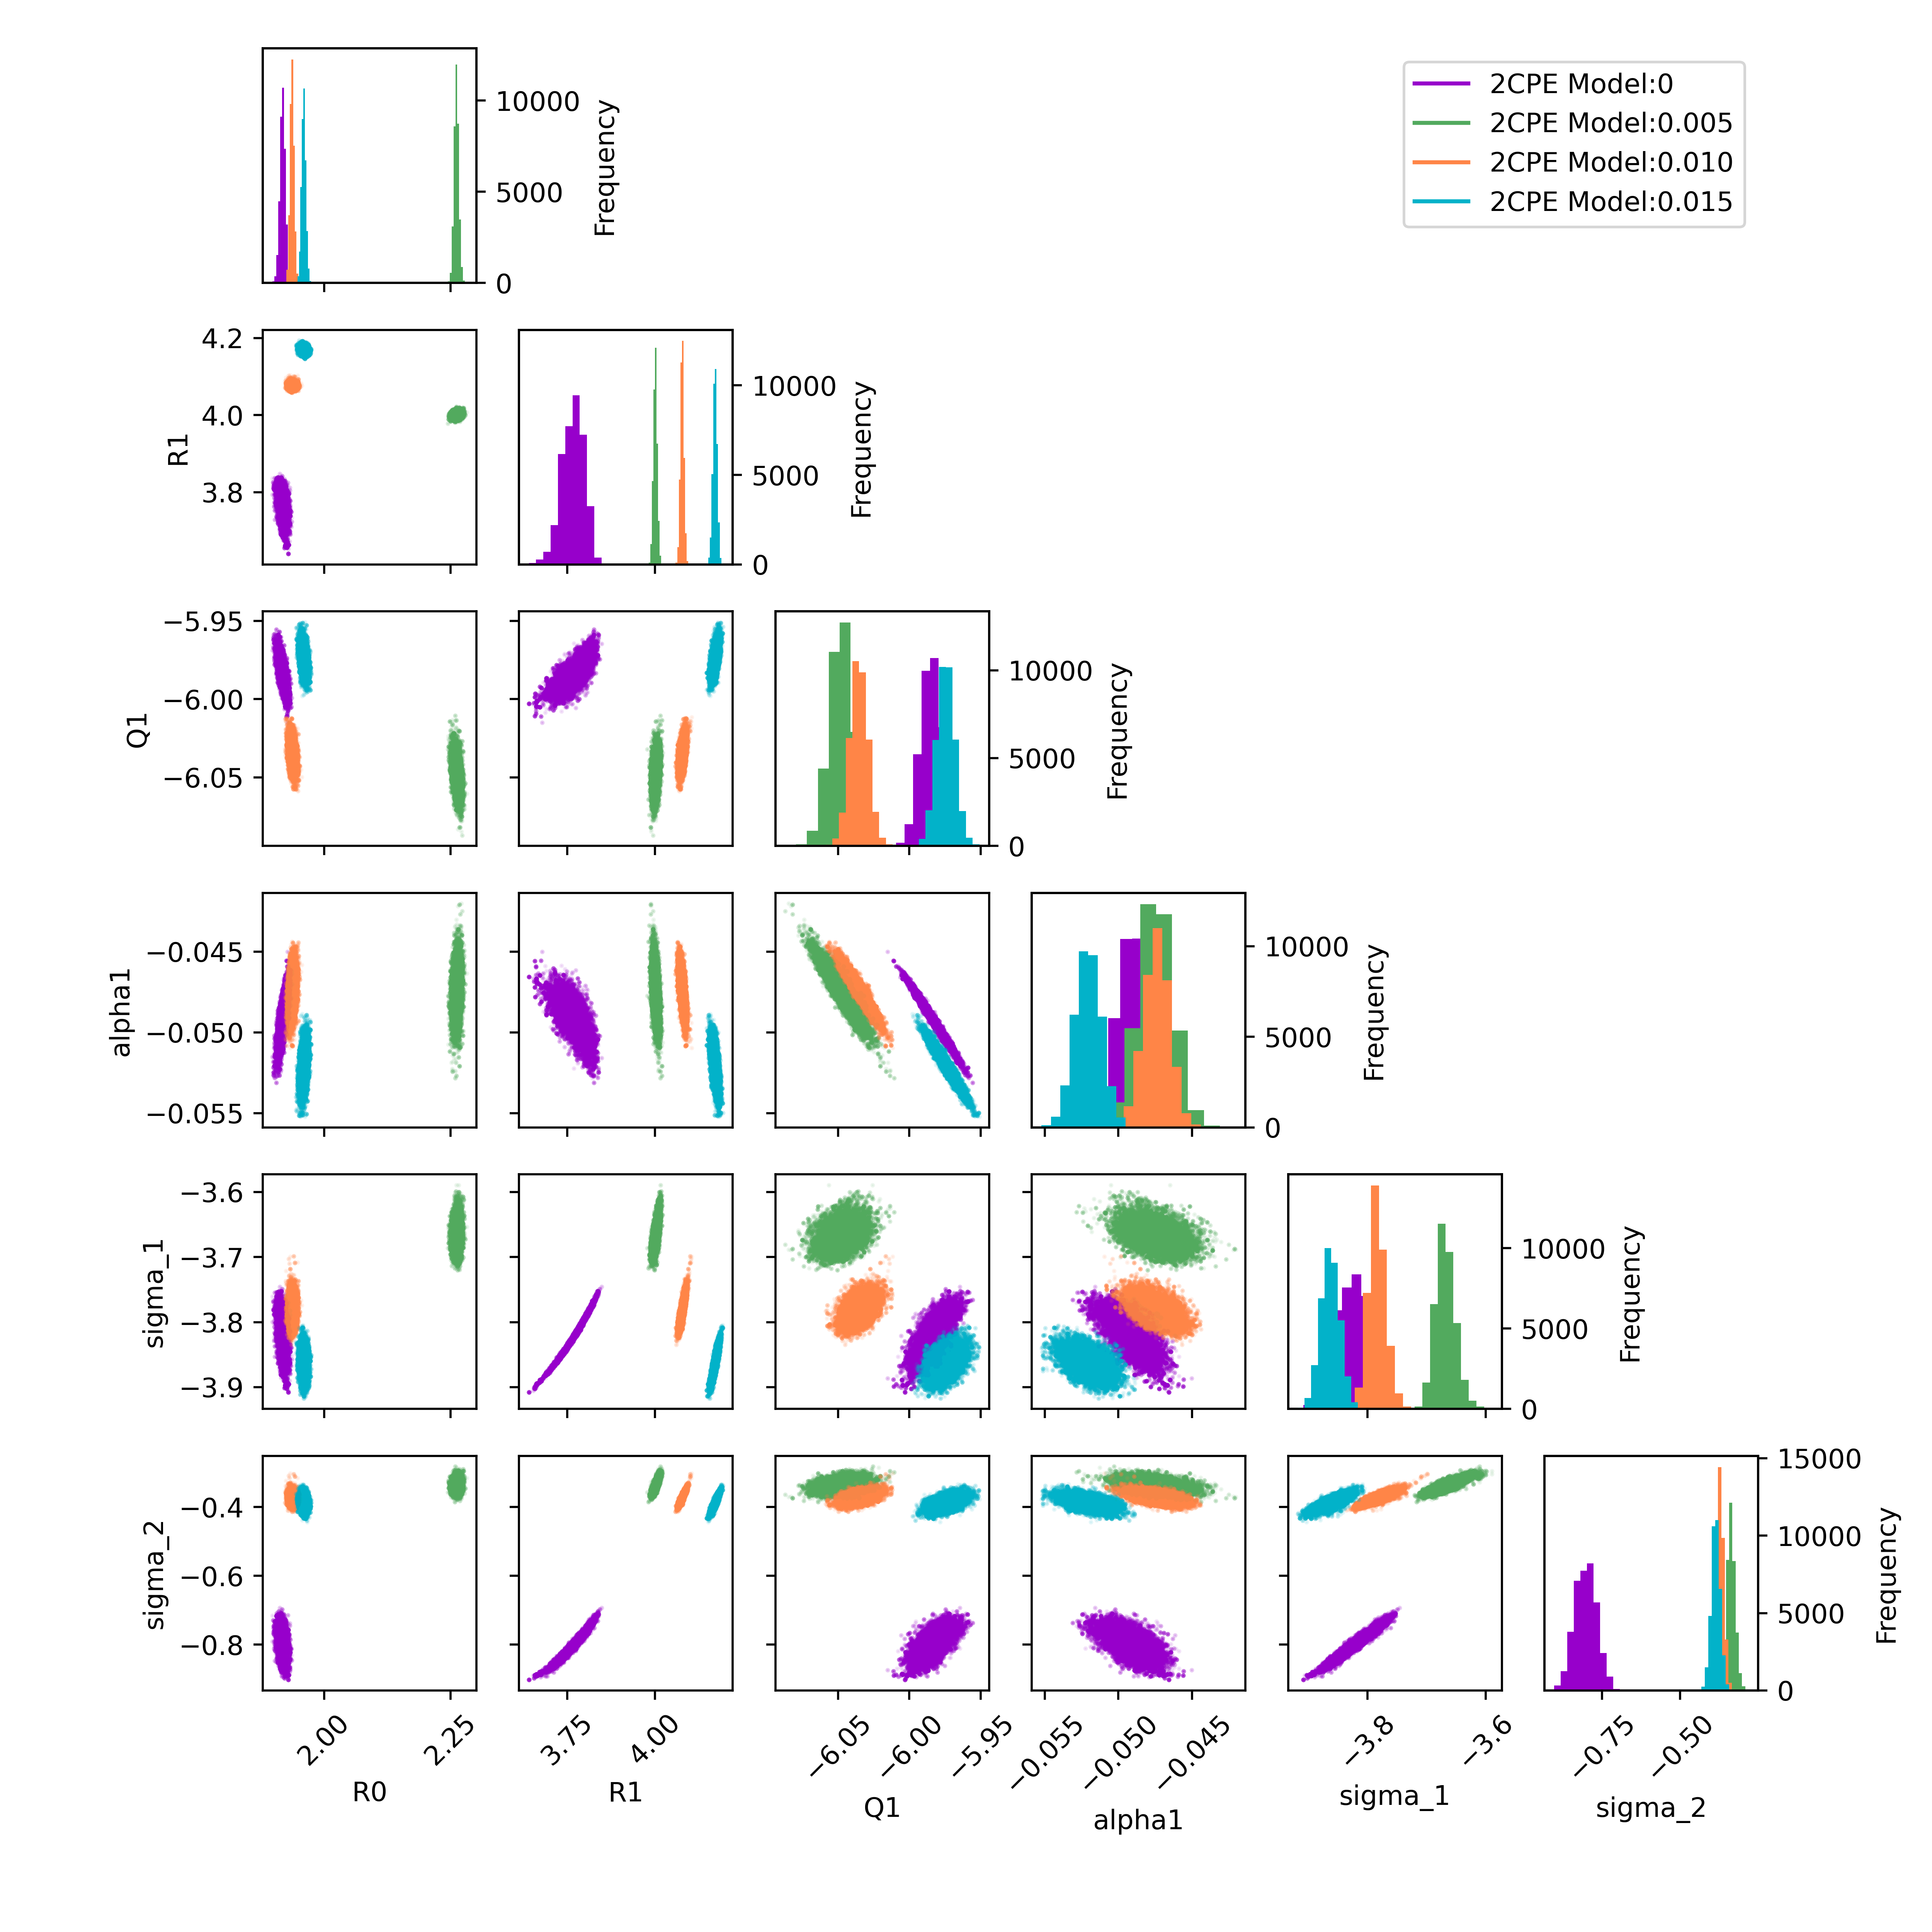 2CPE Model:0
2CPE Model:0.005
2CPE Model:0.010
2CPE Model:0.015
10000
5000
0
Frequency
4.2
4.0
3.8
R1
10000
5000
0
Frequency
−5.95
−6.00
−6.05
Q1
10000
5000
0
Frequency
−0.045
−0.050
−0.055
alpha1
10000
5000
0
Frequency
−3.6
−3.7
−3.8
−3.9
sigma_1
10000
5000
0
Frequency
−0.4
−0.6
−0.8
sigma_2
15000
10000
5000
0
Frequency
2.00 2.25 3.75 4.00 −6.05 −6.00 −5.95 −0.055 −0.050 −0.045 −3.8 −3.6 −0.75 −0.50
R0 R1 Q1 alpha1 sigma_1 sigma_2